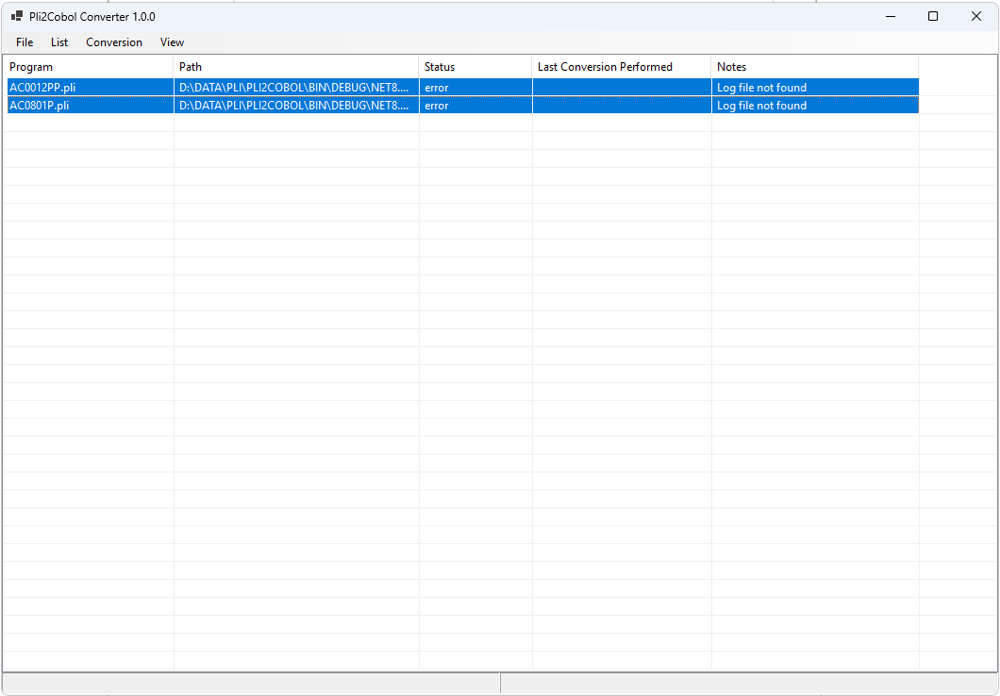 Pli2Cobol Converter 1.0.0
File List Conversion View
Program Path Status Last Conversion Performed Notes
AC0012PP.pli D:\DATA\PLI\PLI2COBOL\BIN\DEBUG\NET8.... error Log file not found
AC0801P.pli D:\DATA\PLI\PLI2COBOL\BIN\DEBUG\NET8.... error Log file not found